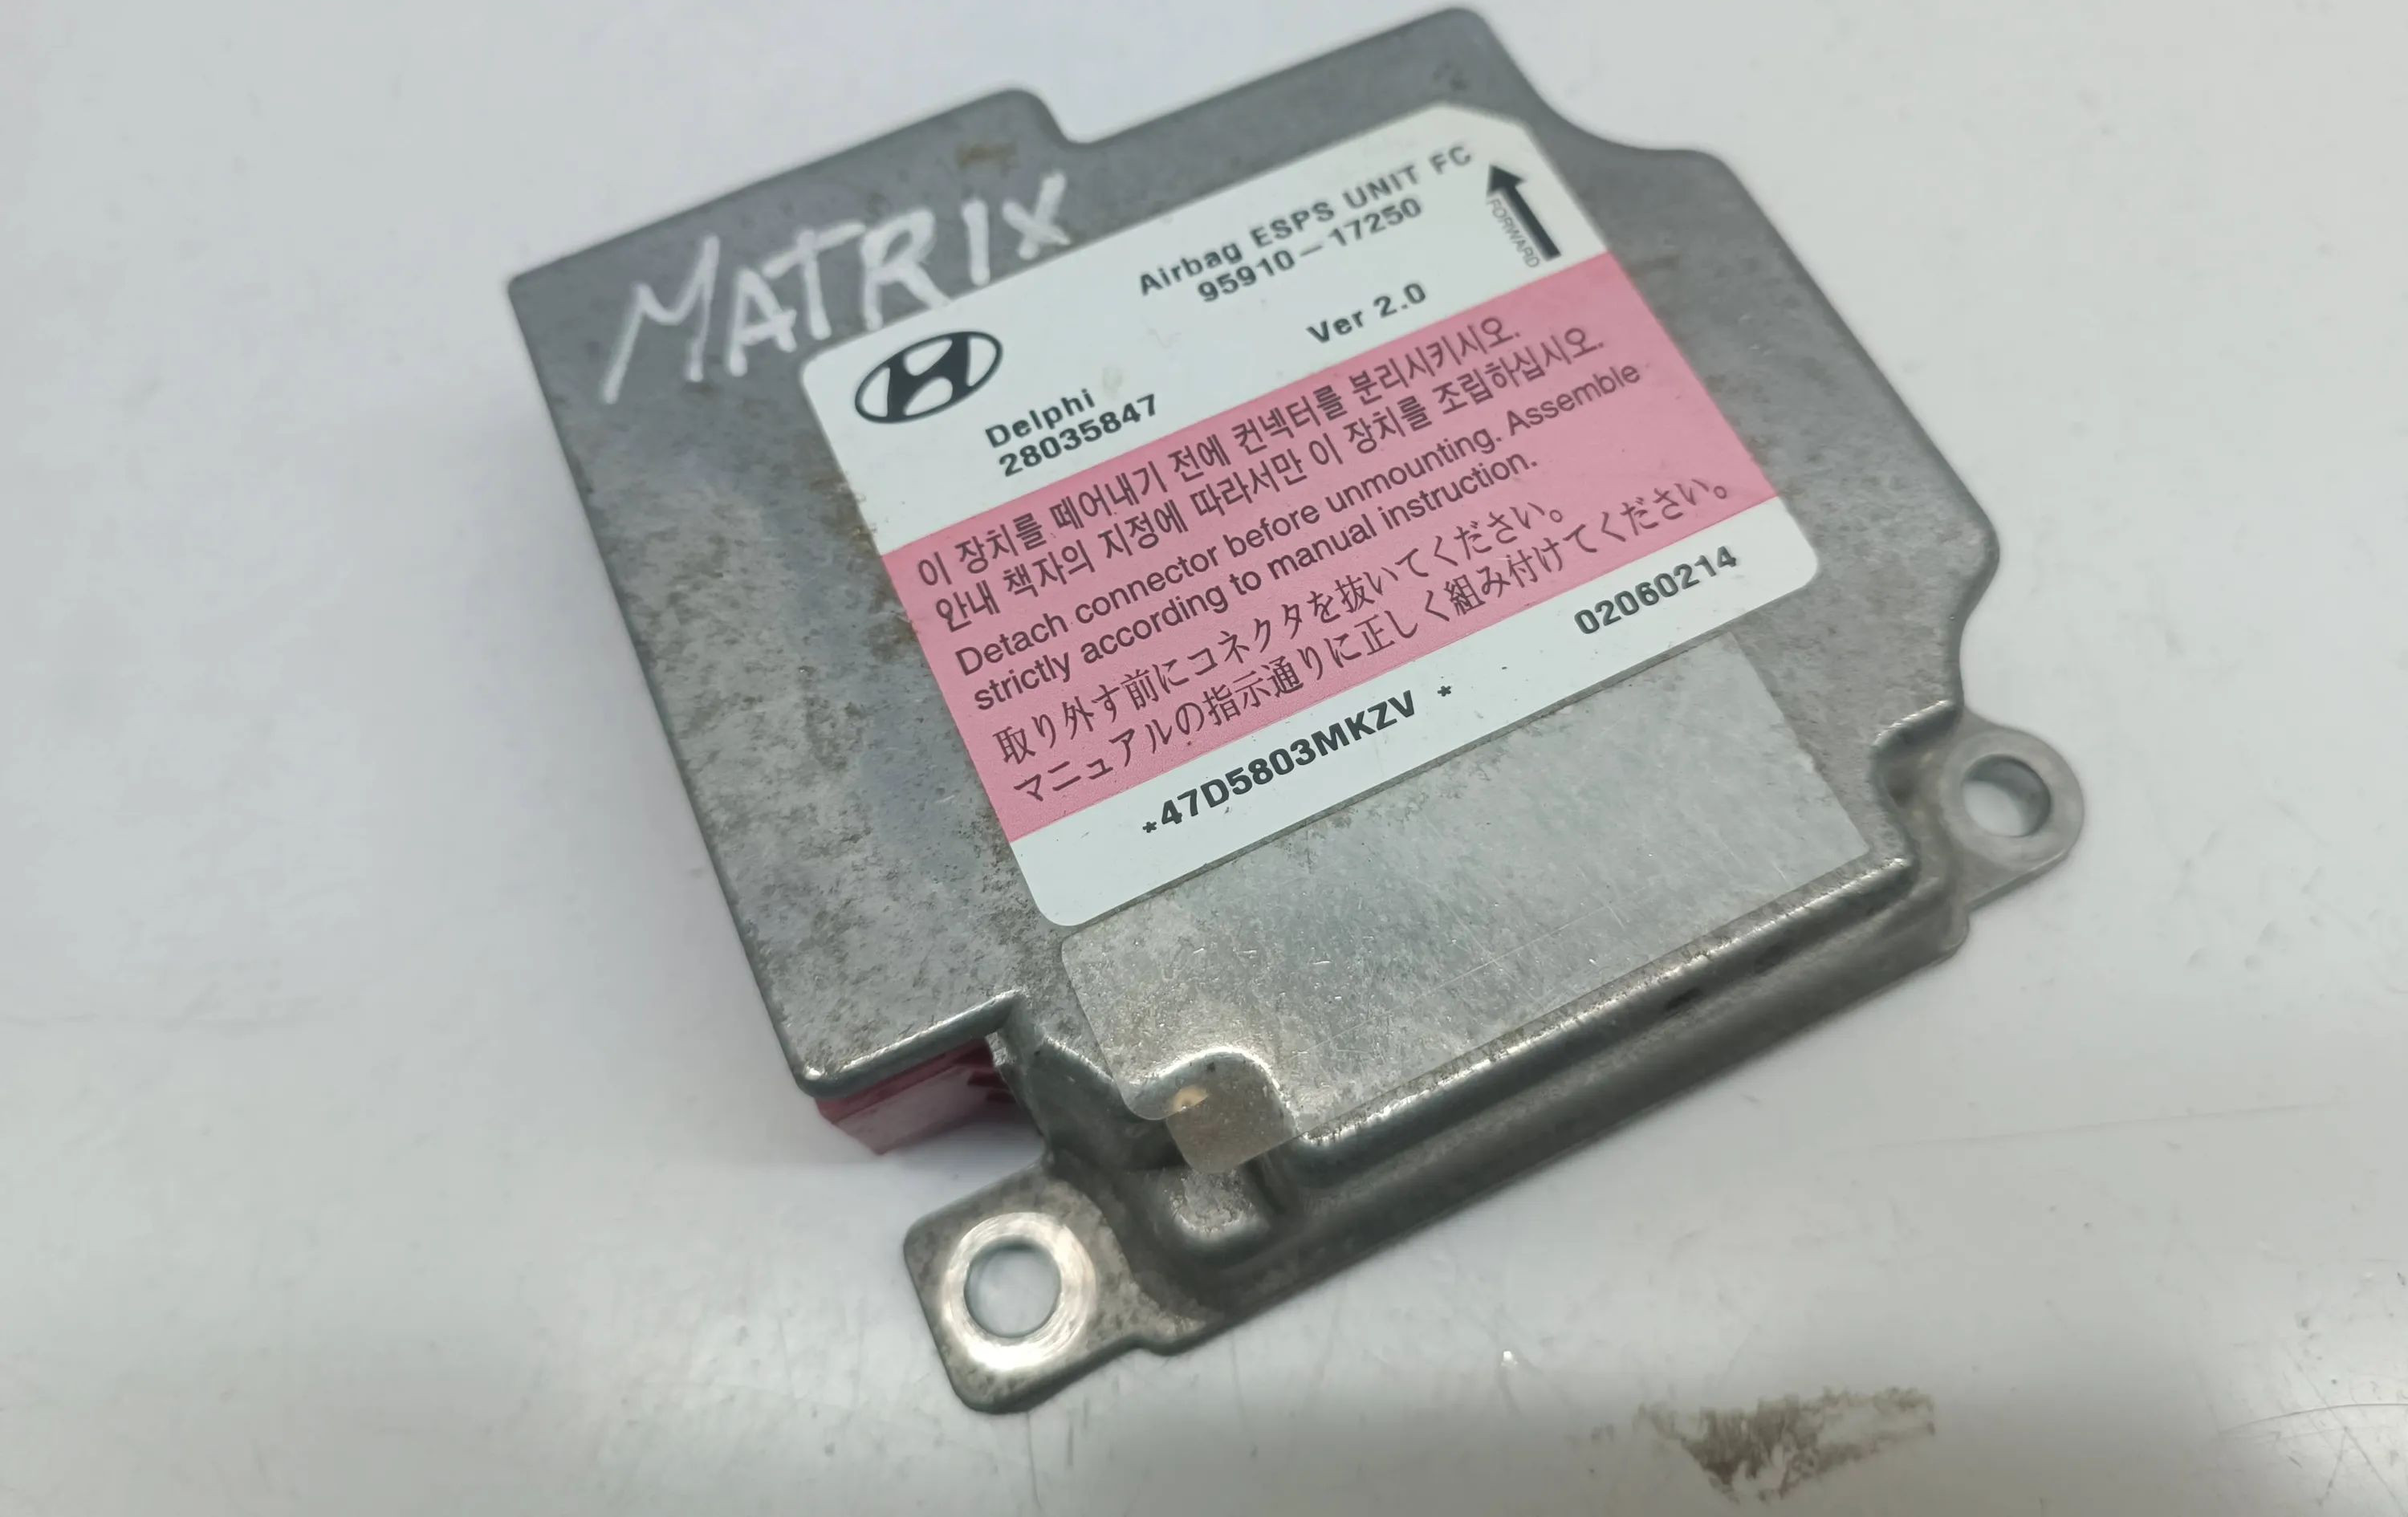 MATRIX
Airbag ESPS UNIT FC
95910-17250
FORWARD
Ver 2.0
Delphi
28035847
이 장치를 떼어내기 전에 컨넥터를 분리시키시오.
안내 책자의 지정에 따라서만 이 장치를 조립하십시오.
Detach connector before unmounting. Assemble
strictly according to manual instruction.
取り外す前にコネクタを抜いてください。
マニュアルの指示通りに正しく組み付けてください。
*47D5803MKZV *
02060214